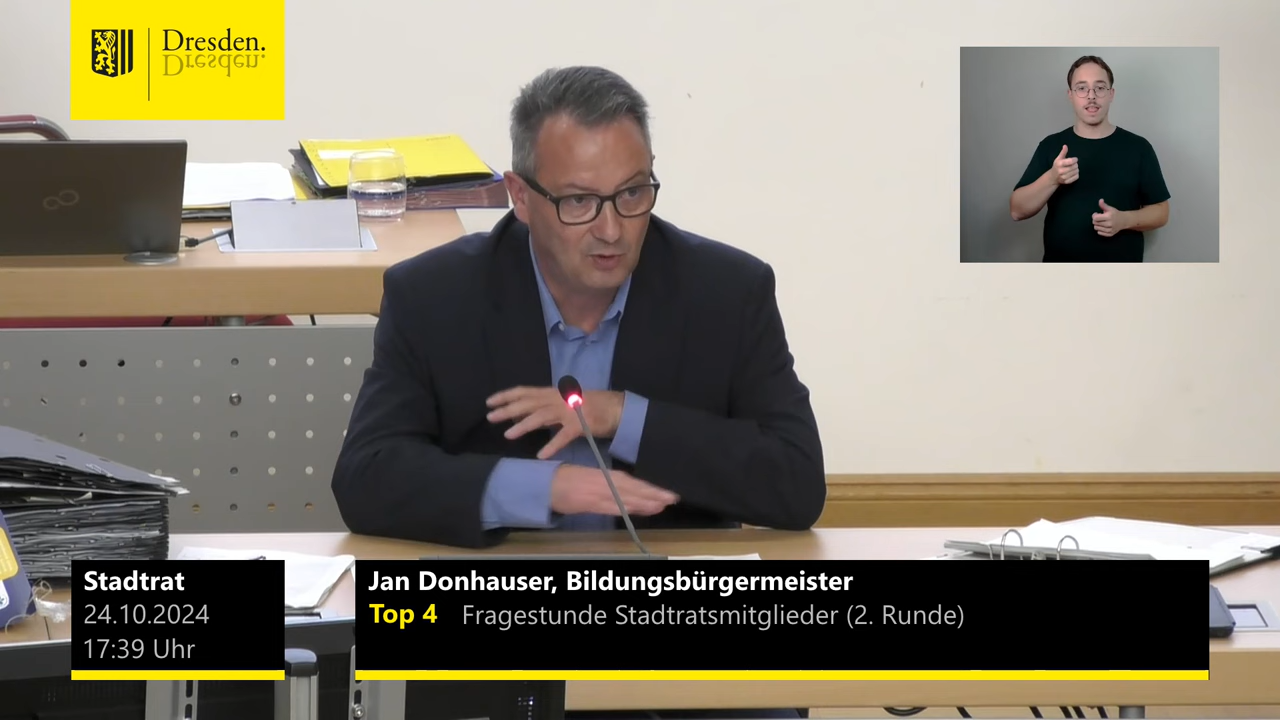 Dresden.
Dresden.
Stadtrat
24.10.2024
17:39 Uhr
Jan Donhauser, Bildungsbürgermeister
Top 4 Fragestunde Stadtratsmitglieder (2. Runde)